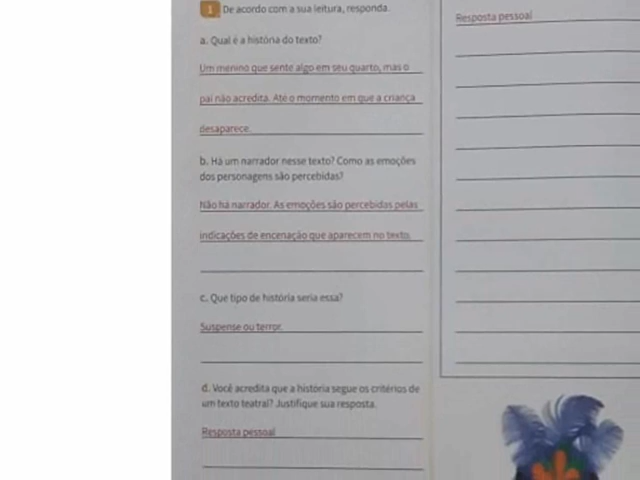 1 De acordo com a sua leitura, responda.
a. Qual é a história do texto?
Um menino que sente algo em seu quarto, mas o
pai não acredita. Até o momento em que a criança
desaparece.
b. Há um narrador nesse texto? Como as emoções
dos personagens são percebidas?
Não há narrador. As emoções são percebidas pelas
indicações de encenação que aparecem no texto.
c. Que tipo de história seria essa?
Suspense ou terror.
d. Você acredita que a história segue os critérios de
um texto teatral? Justifique sua resposta.
Resposta pessoal
Resposta pessoal